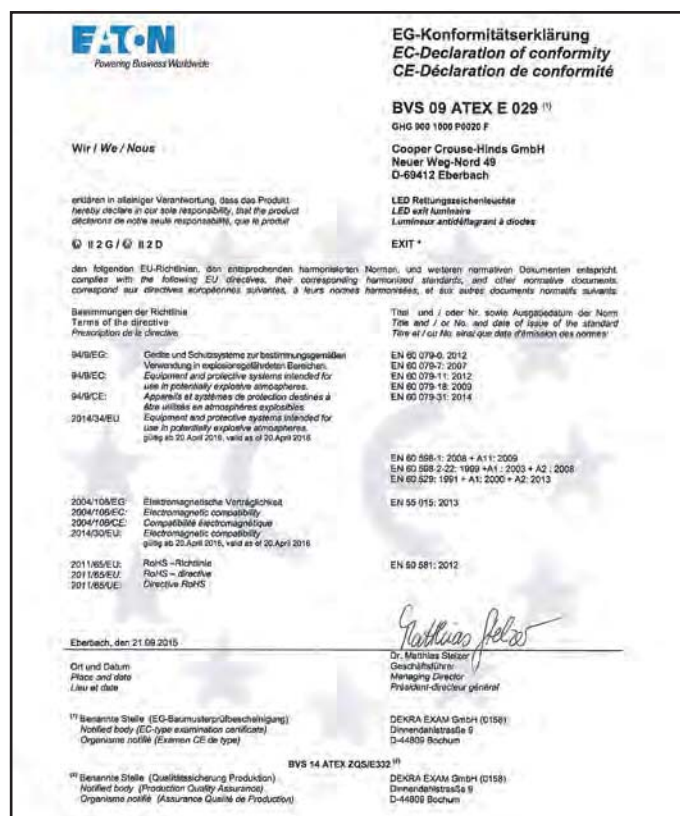 EATON
Powering Business Worldwide
EG-Konformitätserklärung
EC-Declaration of conformity
CE-Déclaration de conformité
BVS 09 ATEX E 029 (1)
GHG 900 1000 P0020 F
Wir / We / Nous
Cooper Crouse-Hinds GmbH
Neuer Weg-Nord 49
D-69412 Eberbach
erklären in alleiniger Verantwortung, dass das Produkt
hereby declare in our sole responsibility, that the product
déclarons de notre seule responsabilité, que le produit
LED Rettungszeichenleuchte
LED exit luminaire
Lumineux antidéflagrant à diodes
II 2 G / II 2 D
EXIT *
den folgenden EU-Richtlinien, den entsprechenden harmonisierten Normen, und weiteren normativen Dokumenten entspricht.
complies with the following EU directives, their corresponding harmonized standards, and other normative documents.
correspond aux directives européennes suivantes, à leurs normes harmonisées, et aux autres documents normatifs suivants.
Bestimmungen der Richtlinie
Terms of the directive
Prescription de la directive
Titel und / oder Nr. sowie Ausgabedatum der Norm
Title and / or No. and date of issue of the standard
Titre et / ou No. ainsi que date d'émission des normes:
94/9/EG: Geräte und Schutzsysteme zur bestimmungsgemäßen
Verwendung in explosionsgefährdeten Bereichen.
94/9/EC: Equipment and protective systems intended for
use in potentially explosive atmospheres.
94/9/CE: Appareils et systèmes de protection destinés à
être utilisés en atmosphères explosibles.
2014/34/EU Equipment and protective systems intended for
use in potentially explosive atmospheres.
gültig ab 20.April 2016, valid as of 20.April 2016
EN 60 079-0: 2012
EN 60 079-7: 2007
EN 60 079-11: 2012
EN 60 079-18: 2009
EN 60 079-31: 2014
EN 60 598-1: 2008 + A11: 2009
EN 60 598-2-22: 1999 +A1 : 2003 + A2 : 2008
EN 60 529: 1991 + A1: 2000 + A2: 2013
2004/108/EG: Elektromagnetische Verträglichkeit
2004/108/EC: Electromagnetic compatibility
2004/108/CE: Compatibilité électromagnétique
2014/30/EU: Electromagnetic compatibility
gültig ab 20.April 2016, valid as of 20.April 2016
EN 55 015: 2013
2011/65/EU: RoHS –Richtlinie
2011/65/EU: RoHS – directive
2011/65/UE: Directive RoHS
EN 50 581: 2012
Eberbach, den 21.09.2015
Matthias Stelzer
Dr. Matthias Stelzer
Ort und Datum
Place and date
Lieu et date
Geschäftsführer
Managing Director
Président-directeur général
(1) Benannte Stelle (EG-Baumusterprüfbescheinigung)
Notified body (EC-type examination certificate)
Organisme notifié (Examen CE de type)
DEKRA EXAM GmbH (0158)
Dinnendahlstraße 9
D-44809 Bochum
BVS 14 ATEX ZQS/E332 (2)
(2) Benannte Stelle (Qualitätssicherung Produktion)
Notified body (Production Quality Assurance)
Organisme notifié (Assurance Qualité de Production)
DEKRA EXAM GmbH (0158)
Dinnendahlstraße 9
D-44809 Bochum